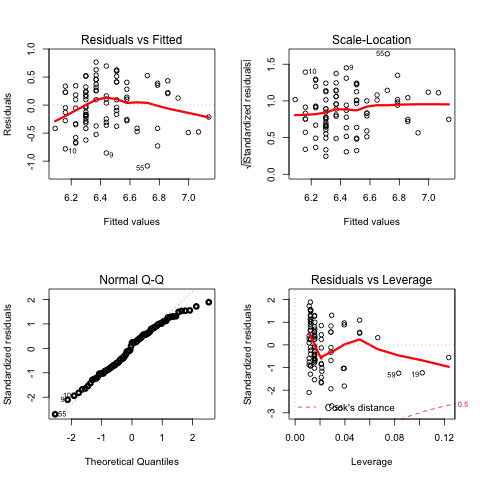 Residuals vs Fitted
Residuals
1.0
0.5
0.0
-1.0
10
9
55
6.2 6.4 6.6 6.8 7.0
Fitted values
Scale-Location
√|Standardized residuals|
1.5
1.0
0.5
0.0
55
10
9
6.2 6.4 6.6 6.8 7.0
Fitted values
Normal Q-Q
Standardized residuals
2
1
0
-1
-2
10
9
55
-2 -1 0 1 2
Theoretical Quantiles
Residuals vs Leverage
Standardized residuals
2
1
0
-1
-2
-3
59
19
55
Cook's distance
0.5
0.00 0.04 0.08 0.12
Leverage